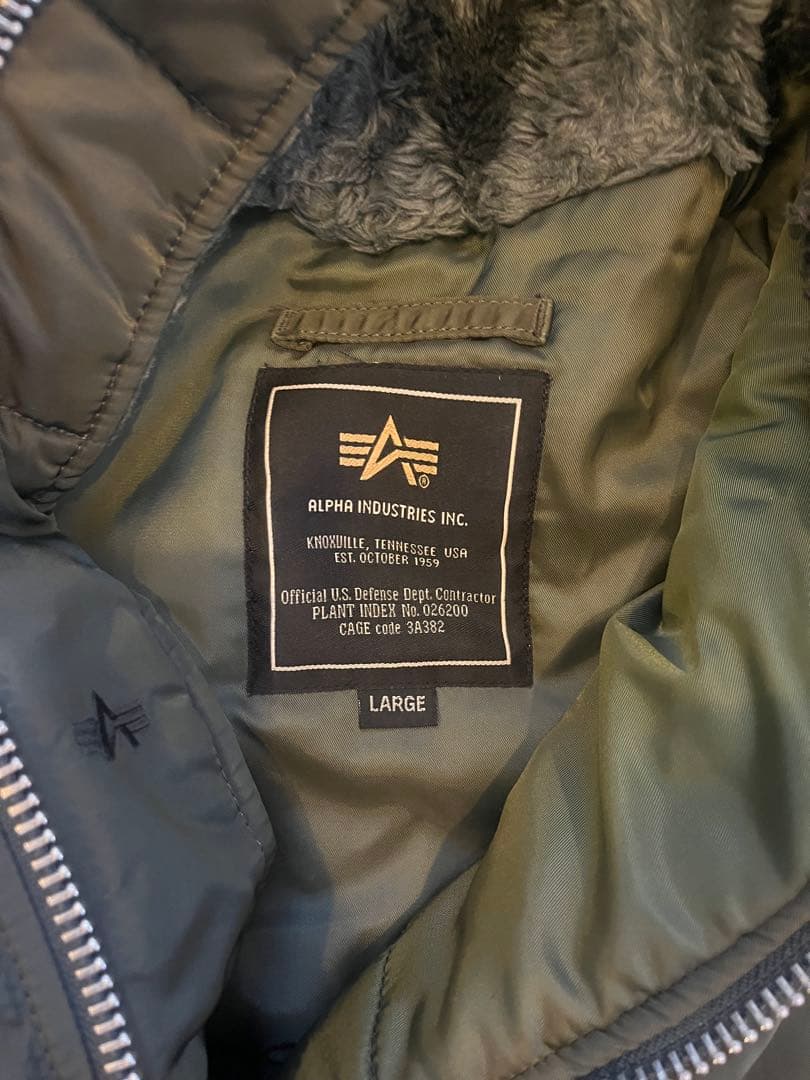 ®
ALPHA INDUSTRIES INC.
KNOXVILLE, TENNESSEE USA
EST. OCTOBER 1959
Official U.S. Defense Dept. Contractor
PLANT INDEX No. 026200
CAGE code 3A382
LARGE